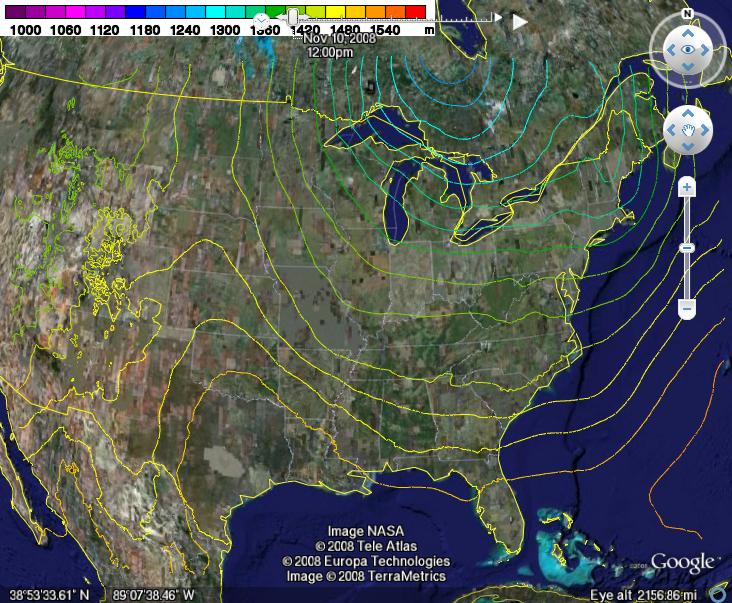 1000 1060 1120 1180 1240 1300 1360 1420 1480 1540 m
Nov 10, 2008
12:00pm
N
Image NASA
© 2008 Tele Atlas
© 2008 Europa Technologies
Image © 2008 TerraMetrics
Google
38°53'33.61" N 89°07'38.46" W
Eye alt 2156.86 mi